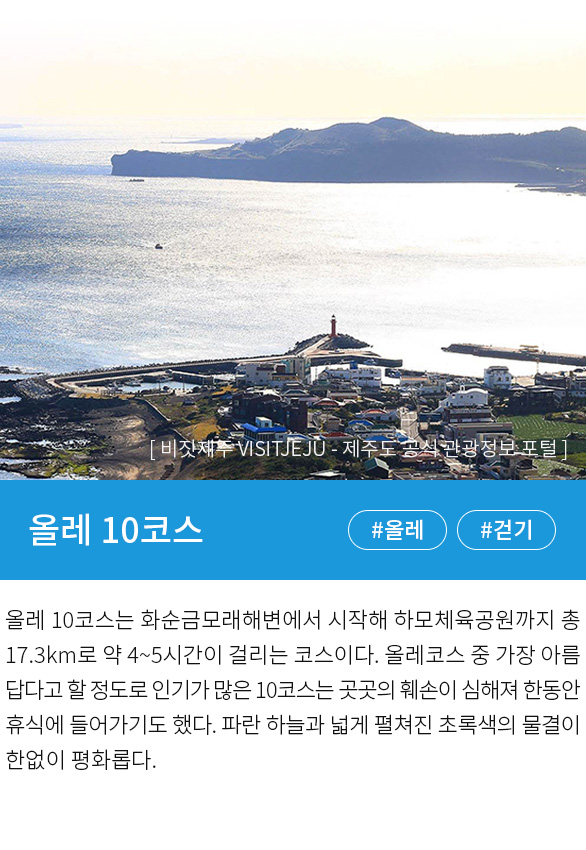 [ 비짓제주 VISITJEJU - 제주도 공식 관광정보 포털 ]
올레 10코스
#올레
#걷기
올레 10코스는 화순금모래해변에서 시작해 하모체육공원까지 총
17.3km로 약 4~5시간이 걸리는 코스이다. 올레코스 중 가장 아름
답다고 할 정도로 인기가 많은 10코스는 곳곳의 훼손이 심해져 한동안
휴식에 들어가기도 했다. 파란 하늘과 넓게 펼쳐진 초록색의 물결이
한없이 평화롭다.